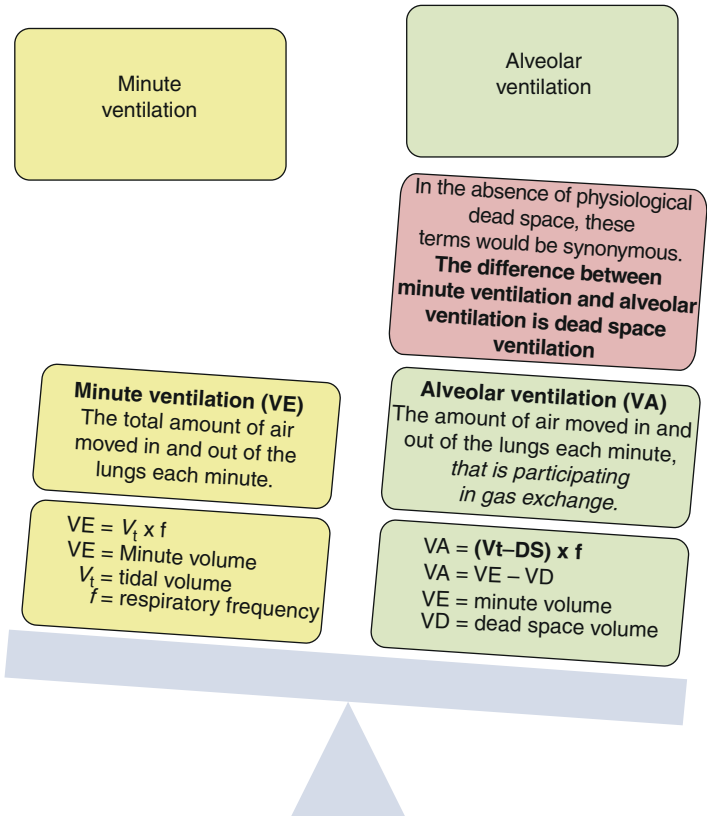 Minute
ventilation
Alveolar
ventilation
In the absence of physiological
dead space, these
terms would be synonymous.
The difference between
minute ventilation and alveolar
ventilation is dead space
ventilation
Minute ventilation (VE)
The total amount of air
moved in and out of the
lungs each minute.
Alveolar ventilation (VA)
The amount of air moved in and
out of the lungs each minute,
that is participating
in gas exchange.
VE = Vt x f
VE = Minute volume
Vt = tidal volume
f = respiratory frequency
VA = (Vt–DS) x f
VA = VE – VD
VE = minute volume
VD = dead space volume